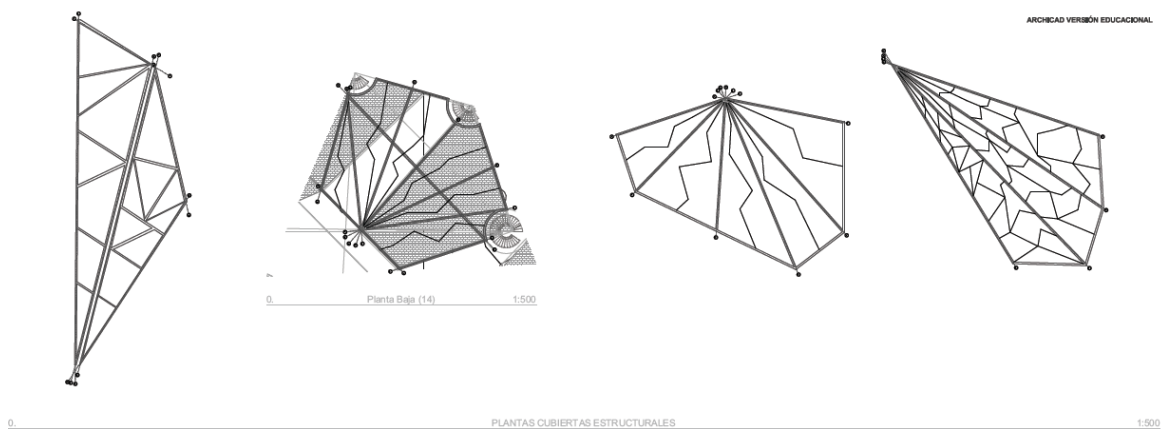 ARCHICAD VERSIÓN EDUCACIONAL
0. Planta Baja (14) 1:500
0. PLANTAS CUBIERTAS ESTRUCTURALES 1:500